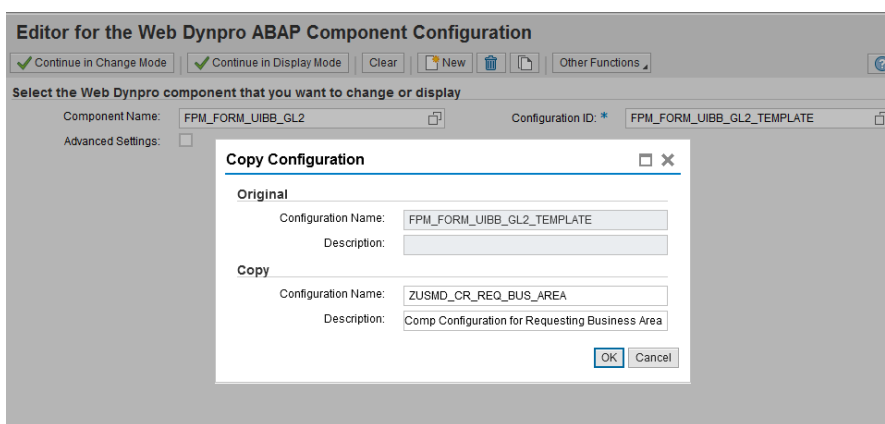 Editor for the Web Dynpro ABAP Component Configuration
Continue in Change Mode Continue in Display Mode Clear New Other Functions
Select the Web Dynpro component that you want to change or display
Component Name: FPM_FORM_UIBB_GL2 Configuration ID: * FPM_FORM_UIBB_GL2_TEMPLATE
Advanced Settings:
Copy Configuration
Original
Configuration Name: FPM_FORM_UIBB_GL2_TEMPLATE
Description:
Copy
Configuration Name: ZUSMD_CR_REQ_BUS_AREA
Description: Comp Configuration for Requesting Business Area
OK Cancel